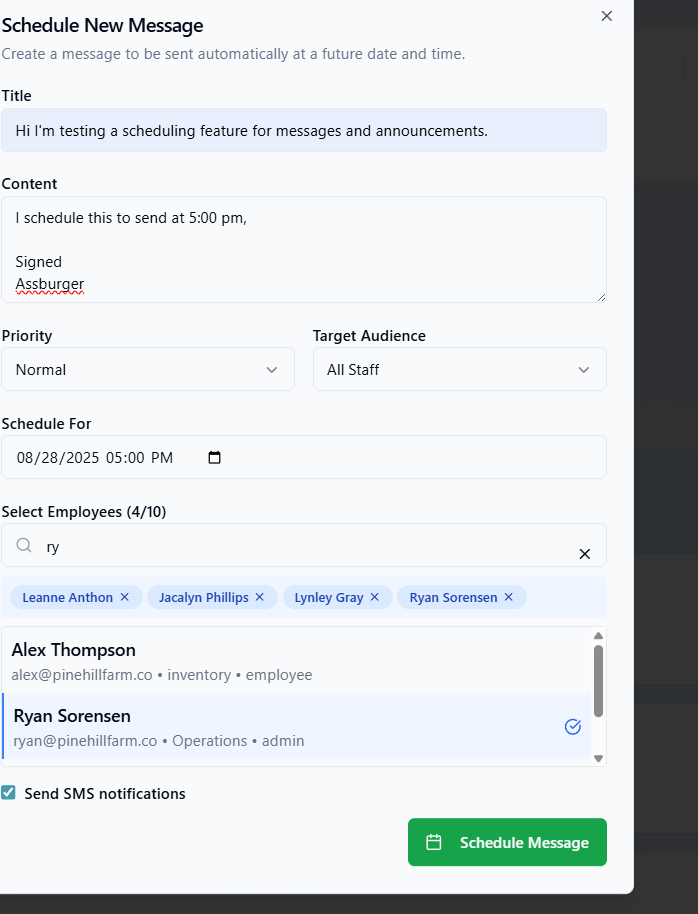 Schedule New Message
Create a message to be sent automatically at a future date and time.
Title
Hi I'm testing a scheduling feature for messages and announcements.
Content
I schedule this to send at 5:00 pm,
Signed
Assburger
Priority
Target Audience
Normal
All Staff
Schedule For
08/28/2025 05:00 PM
Select Employees (4/10)
ry
Leanne Anthon × Jacalyn Phillips × Lynley Gray × Ryan Sorensen ×
Alex Thompson
alex@pinehillfarm.co • inventory • employee
Ryan Sorensen
ryan@pinehillfarm.co • Operations • admin
Send SMS notifications
Schedule Message